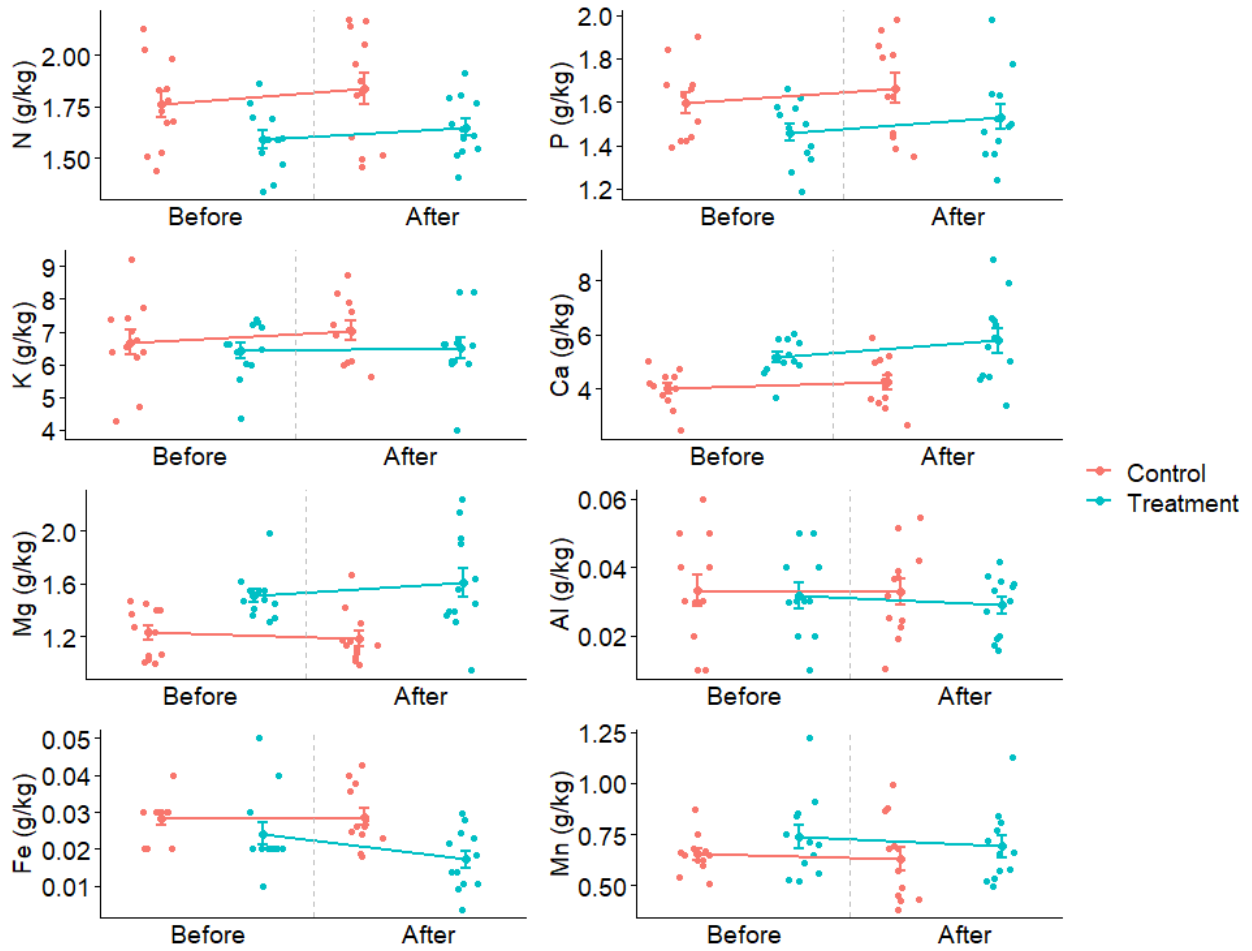 N (g/kg)
2.00
1.75
1.50
Before
After
P (g/kg)
2.0
1.8
1.6
1.4
1.2
Before
After
K (g/kg)
9
8
7
6
5
4
Before
After
Ca (g/kg)
8
6
4
Before
After
Control
Treatment
Mg (g/kg)
2.0
1.6
1.2
Before
After
Al (g/kg)
0.06
0.04
0.02
Before
After
Fe (g/kg)
0.05
0.04
0.03
0.02
0.01
Before
After
Mn (g/kg)
1.25
1.00
0.75
0.50
Before
After